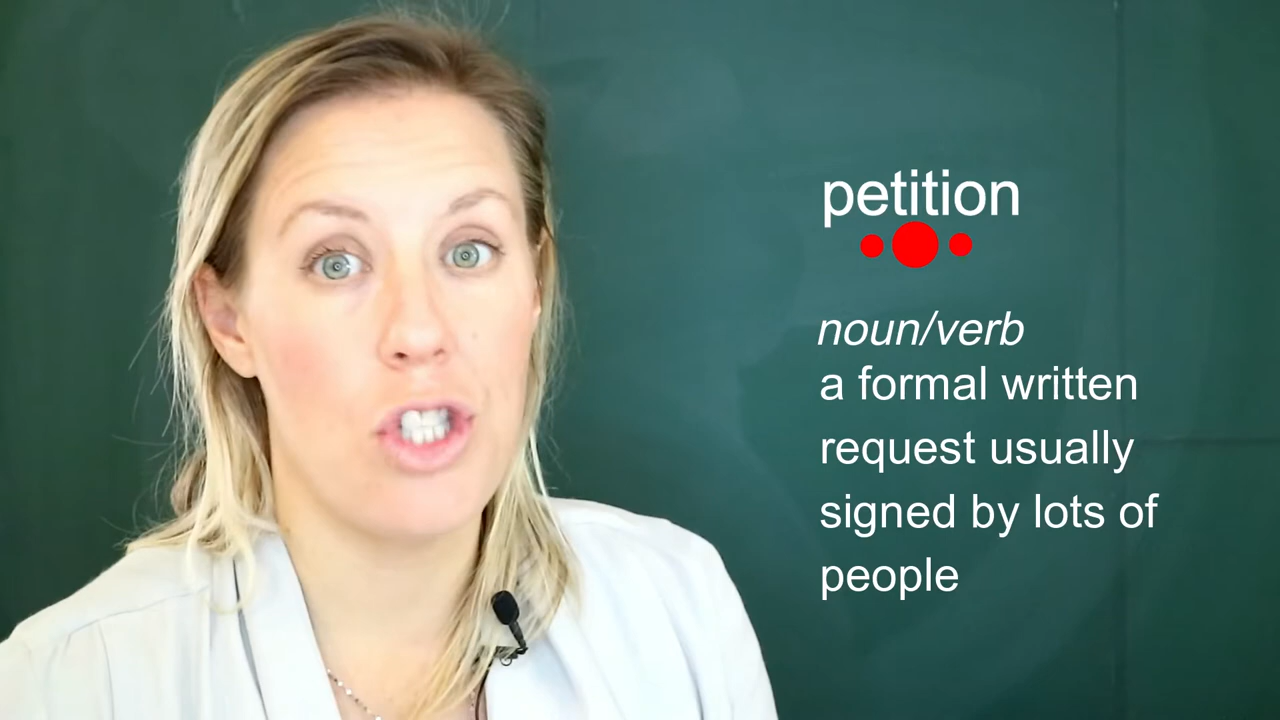 petition
noun/verb
a formal written
request usually
signed by lots of
people